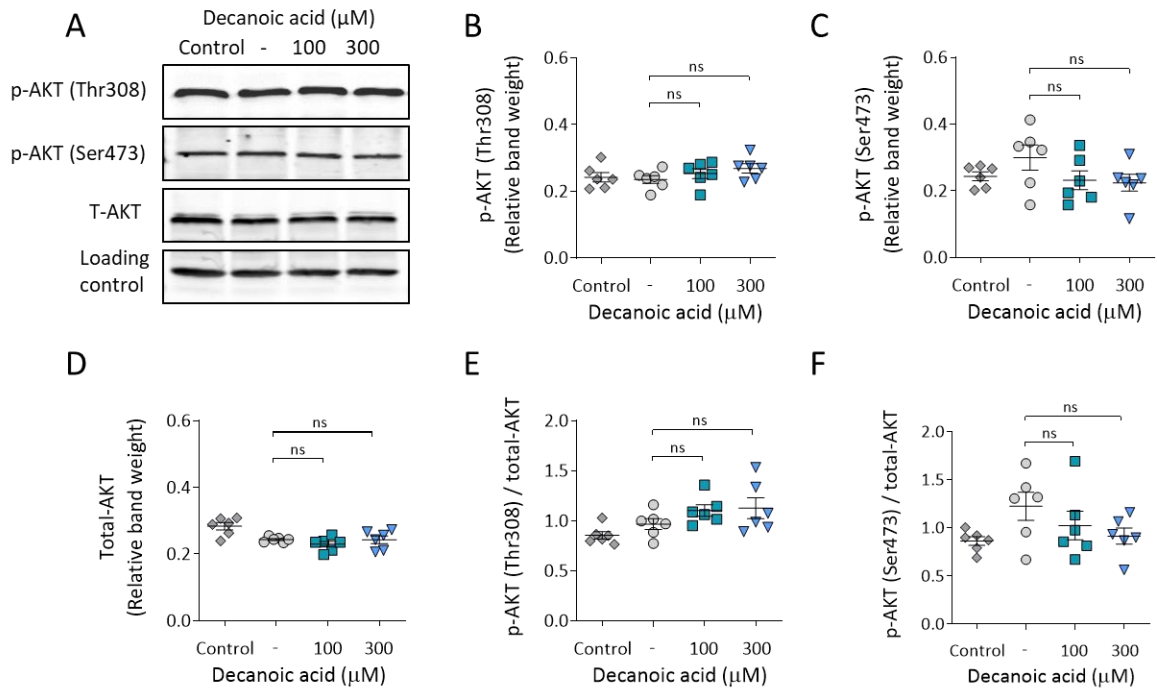 A
Decanoic acid (µM)
Control - 100 300
p-AKT (Thr308)
p-AKT (Ser473)
T-AKT
Loading
control
B
p-AKT (Thr308)
(Relative band weight)
0.6
0.4
0.2
0.0
ns
ns
Control - 100 300
Decanoic acid (µM)
C
p-AKT (Ser473)
(Relative band weight)
0.6
0.4
0.2
0.0
ns
ns
Control - 100 300
Decanoic acid (µM)
D
Total-AKT
(Relative band weight)
0.6
0.4
0.2
0.0
ns
ns
Control - 100 300
Decanoic acid (µM)
E
p-AKT (Thr308) / total-AKT
2.0
1.5
1.0
0.5
0.0
ns
ns
Control - 100 300
Decanoic acid (µM)
F
p-AKT (Ser473) / total-AKT
2.0
1.5
1.0
0.5
0.0
ns
ns
Control - 100 300
Decanoic acid (µM)